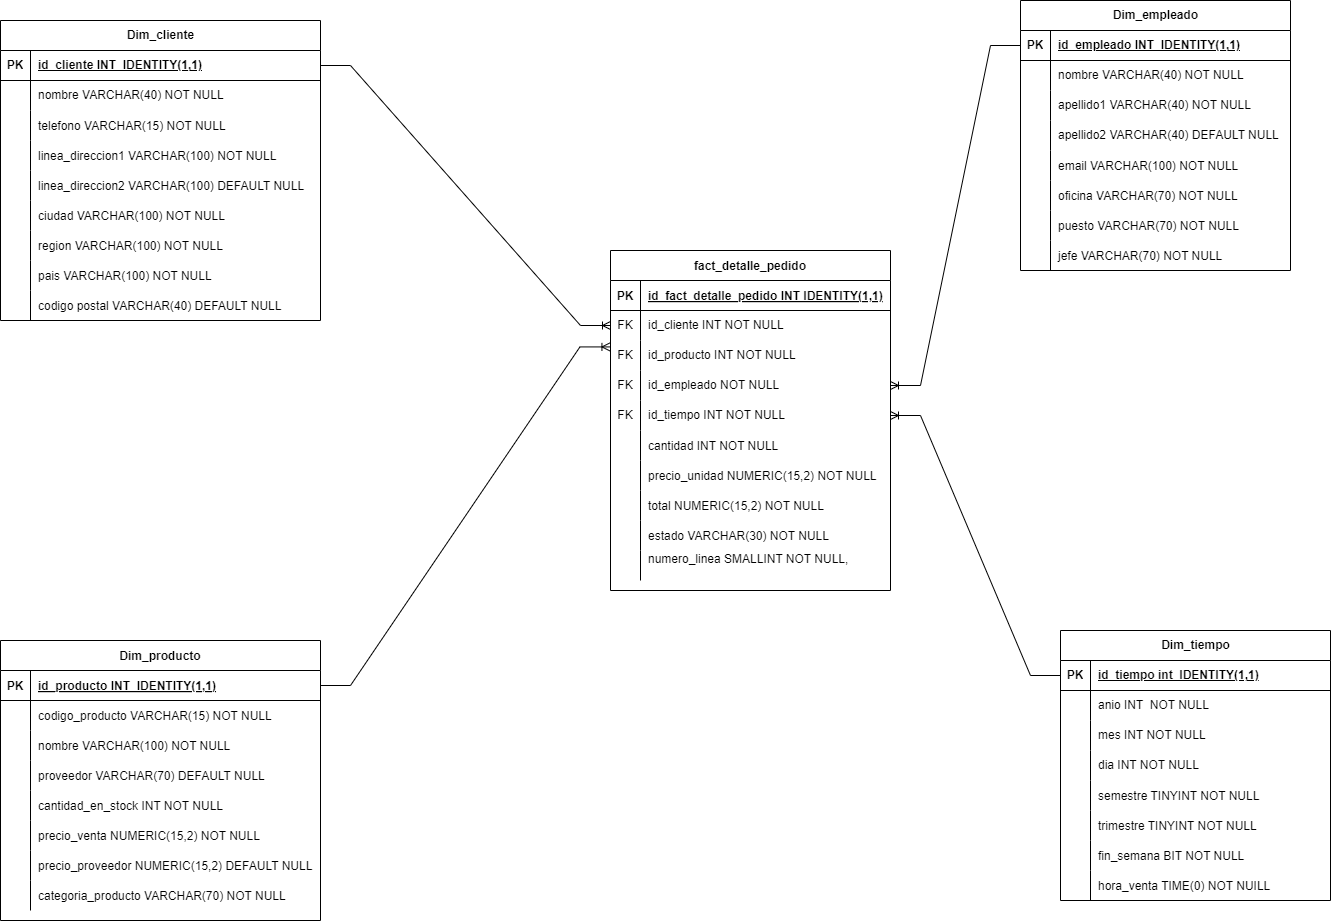 Dim_cliente
PK id_cliente INT IDENTITY(1,1)
nombre VARCHAR(40) NOT NULL
telefono VARCHAR(15) NOT NULL
linea_direccion1 VARCHAR(100) NOT NULL
linea_direccion2 VARCHAR(100) DEFAULT NULL
ciudad VARCHAR(100) NOT NULL
region VARCHAR(100) NOT NULL
pais VARCHAR(100) NOT NULL
codigo postal VARCHAR(40) DEFAULT NULL
Dim_empleado
PK id_empleado INT IDENTITY(1,1)
nombre VARCHAR(40) NOT NULL
apellido1 VARCHAR(40) NOT NULL
apellido2 VARCHAR(40) DEFAULT NULL
email VARCHAR(100) NOT NULL
oficina VARCHAR(70) NOT NULL
puesto VARCHAR(70) NOT NULL
jefe VARCHAR(70) NOT NULL
fact_detalle_pedido
PK id_fact_detalle_pedido INT IDENTITY(1,1)
FK id_cliente INT NOT NULL
FK id_producto INT NOT NULL
FK id_empleado NOT NULL
FK id_tiempo INT NOT NULL
cantidad INT NOT NULL
precio_unidad NUMERIC(15,2) NOT NULL
total NUMERIC(15,2) NOT NULL
estado VARCHAR(30) NOT NULL
numero_linea SMALLINT NOT NULL,
Dim_producto
PK id_producto INT IDENTITY(1,1)
codigo_producto VARCHAR(15) NOT NULL
nombre VARCHAR(100) NOT NULL
proveedor VARCHAR(70) DEFAULT NULL
cantidad_en_stock INT NOT NULL
precio_venta NUMERIC(15,2) NOT NULL
precio_proveedor NUMERIC(15,2) DEFAULT NULL
categoria_producto VARCHAR(70) NOT NULL
Dim_tiempo
PK id_tiempo int IDENTITY(1,1)
anio INT  NOT NULL
mes INT NOT NULL
dia INT NOT NULL
semestre TINYINT NOT NULL
trimestre TINYINT NOT NULL
fin_semana BIT NOT NULL
hora_venta TIME(0) NOT NUILL